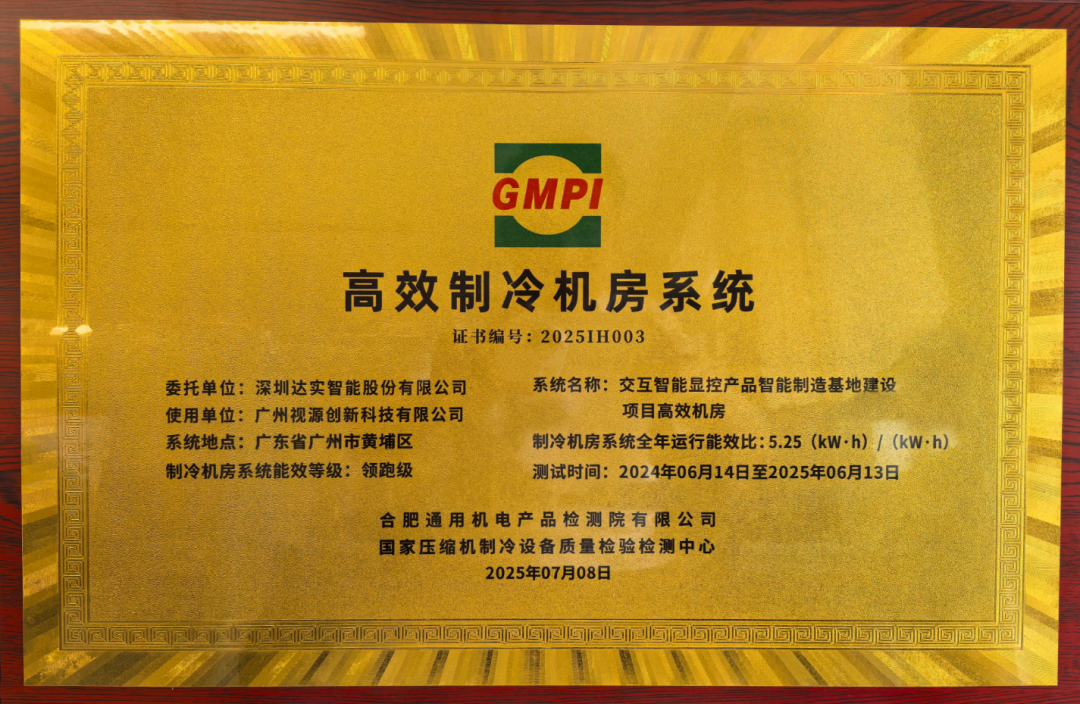 GMPI
高效制冷机房系统
证书编号：2025IH003
委托单位：深圳达实智能股份有限公司
使用单位：广州视源创新科技有限公司
系统地点：广东省广州市黄埔区
制冷机房系统能效等级：领跑级
系统名称：交互智能显控产品智能制造基地建设
项目高效机房
制冷机房系统全年运行能效比：5.25（kW·h）/（kW·h）
测试时间：2024年06月14日至2025年06月13日
合肥通用机电产品检测院有限公司
国家压缩机制冷设备质量检验检测中心
2025年07月08日